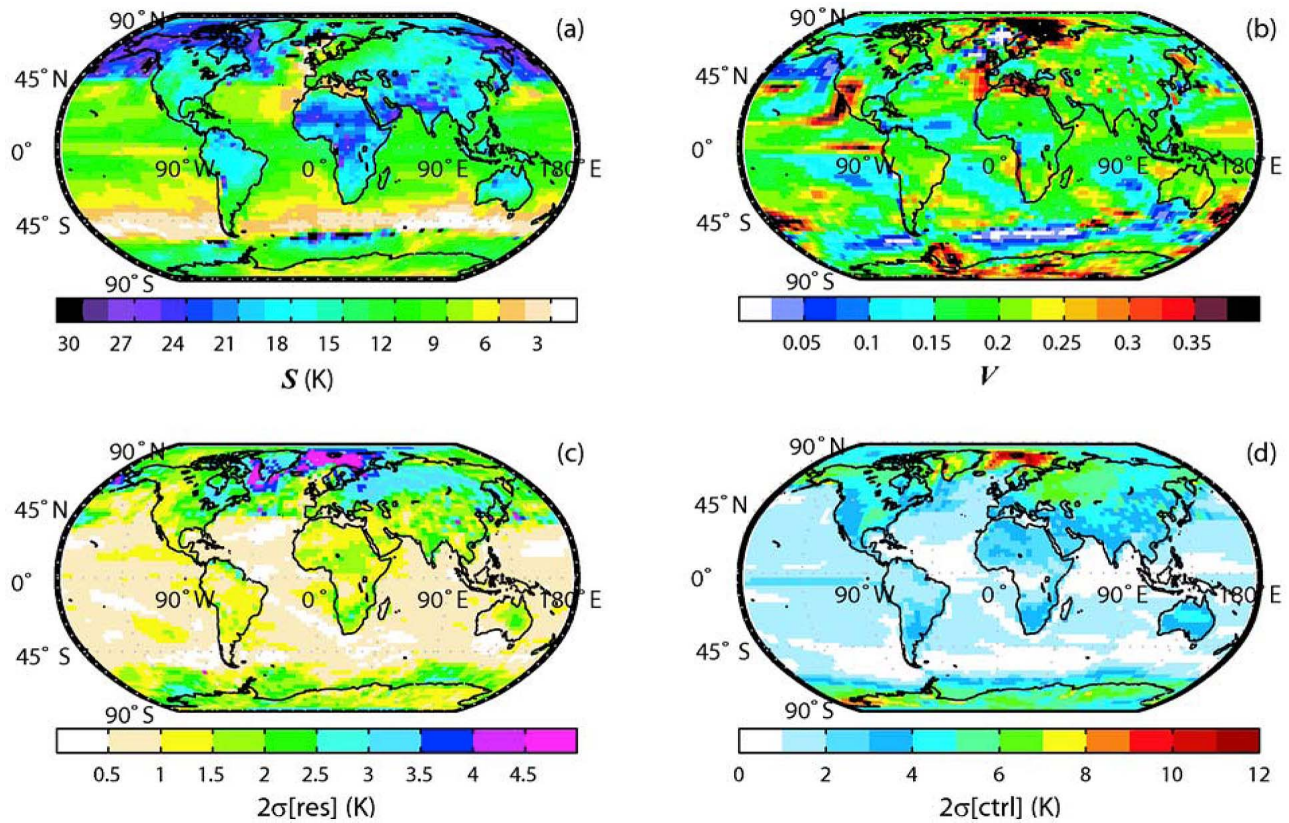 90°N (a)
45°N
0° 90°W 0° 90°E 180°E
45°S
90°S
30 27 24 21 18 15 12 9 6 3
S (K)
90°N (b)
45°N
0° 90°W 0° 90°E 180°E
45°S
90°S
0.05 0.1 0.15 0.2 0.25 0.3 0.35
V
90°N (c)
45°N
0° 90°W 0° 90°E 180°E
45°S
90°S
0.5 1 1.5 2 2.5 3 3.5 4 4.5
2σ[res] (K)
90°N (d)
45°N
0° 90°W 0° 90°E 180°E
45°S
90°S
0 2 4 6 8 10 12
2σ[ctrl] (K)